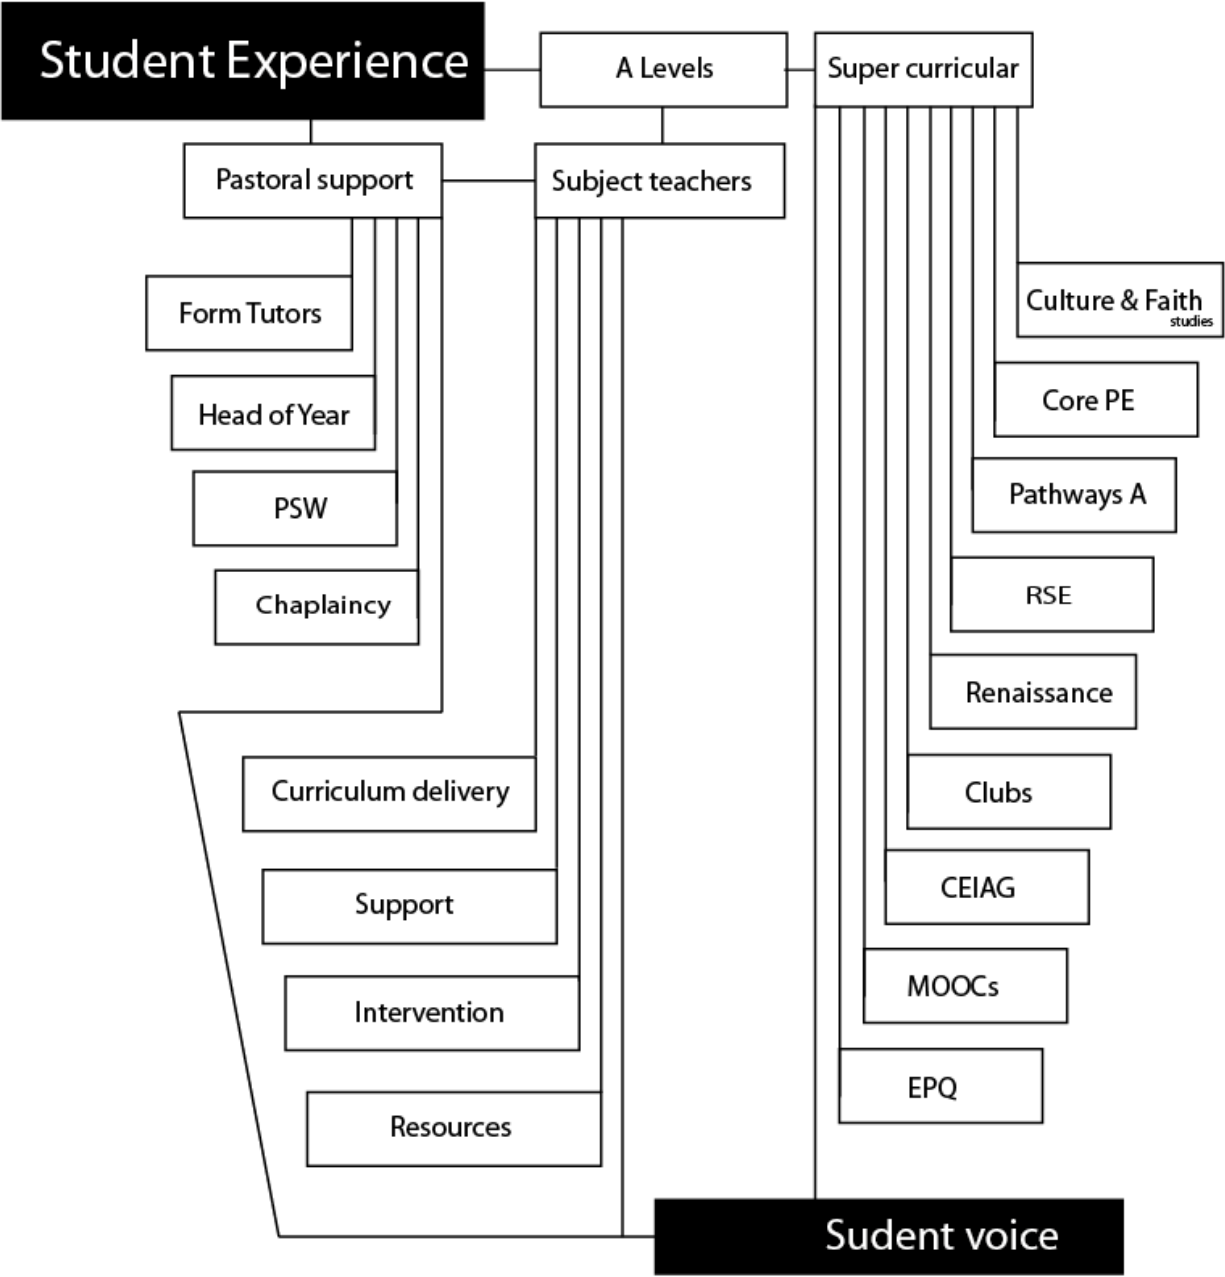 Student Experience
A Levels
Super curricular
Pastoral support
Subject teachers
Form Tutors
Head of Year
PSW
Chaplaincy
Curriculum delivery
Support
Intervention
Resources
Culture & Faith
studies
Core PE
Pathways A
RSE
Renaissance
Clubs
CEIAG
MOOCs
EPQ
Sudent voice